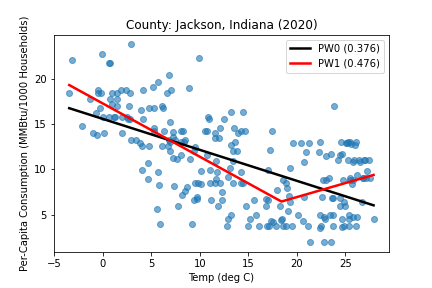 County: Jackson, Indiana (2020)
PW0 (0.376)
PW1 (0.476)
Per-Capita Consumption (MMBtu/1000 Households)
20
15
10
5
−5 0 5 10 15 20 25
Temp (deg C)